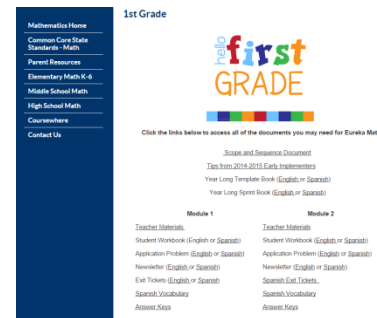 Mathematics Home
Common Core State
Standards - Math
Parent Resources
Elementary Math K-6
Middle School Math
High School Math
Coursewhere
Contact Us
1st Grade
hello
first
GRADE
Click the links below to access all of the documents you may need for Eureka Mat
Scope and Sequence Document
Tips from 2014-2015 Early Implementers
Year Long Template Book (English or Spanish)
Year Long Sprint Book (English or Spanish)
Module 1
Teacher Materials
Student Workbook (English or Spanish)
Application Problem (English or Spanish)
Newsletter (English or Spanish)
Exit Tickets (English or Spanish
Spanish Vocabulary
Answer Keys
Module 2
Teacher Materials
Student Workbook (English or Spanish)
Application Problem (English or Spanish)
Newsletter (English or Spanish)
Spanish Exit Tickets
Spanish Vocabulary
Answer Keys